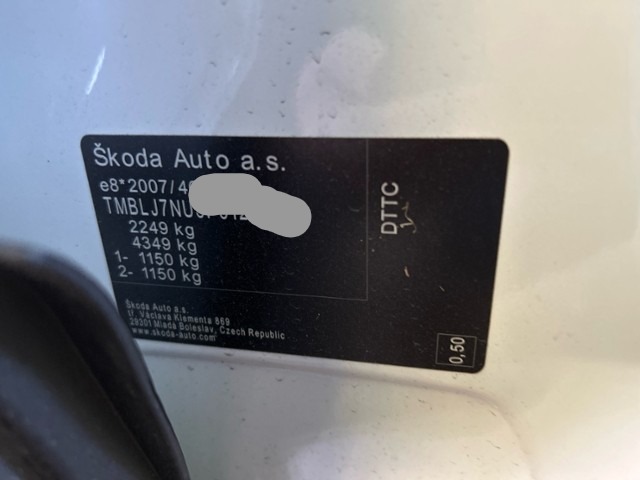 Škoda Auto a.s.
e8*2007/4
TMBLJ7NU
2249 kg
4349 kg
1- 1150 kg
2- 1150 kg
Škoda Auto a.s.
tř. Václava Klementa 869
29301 Mladá Boleslav, Czech Republic
www.skoda-auto.com
DTTC
0,50